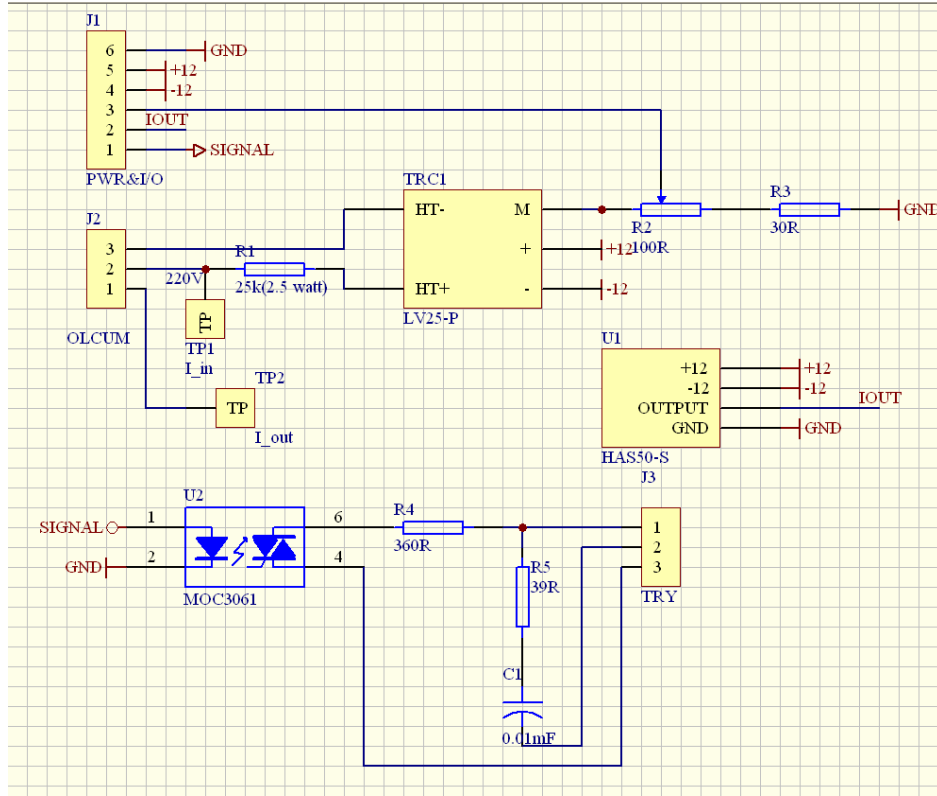 J1
6 GND
5 +12
4 -12
3
2 IOUT
1 SIGNAL
PWR&I/O
J2
3
2 220V
1
OLCUM
R1
25k(2.5 watt)
TP
TP1
I_in
TP2
TP
I_out
TRC1
HT- M
+ +12
HT+ - -12
LV25-P
R2
100R
R3
30R
GND
U1
+12 +12
-12 -12
OUTPUT IOUT
GND GND
HAS50-S
J3
U2
SIGNAL 1 6
GND 2 4
MOC3061
R4
360R
R5
39R
C1
0.01mF
1
2
3
TRY